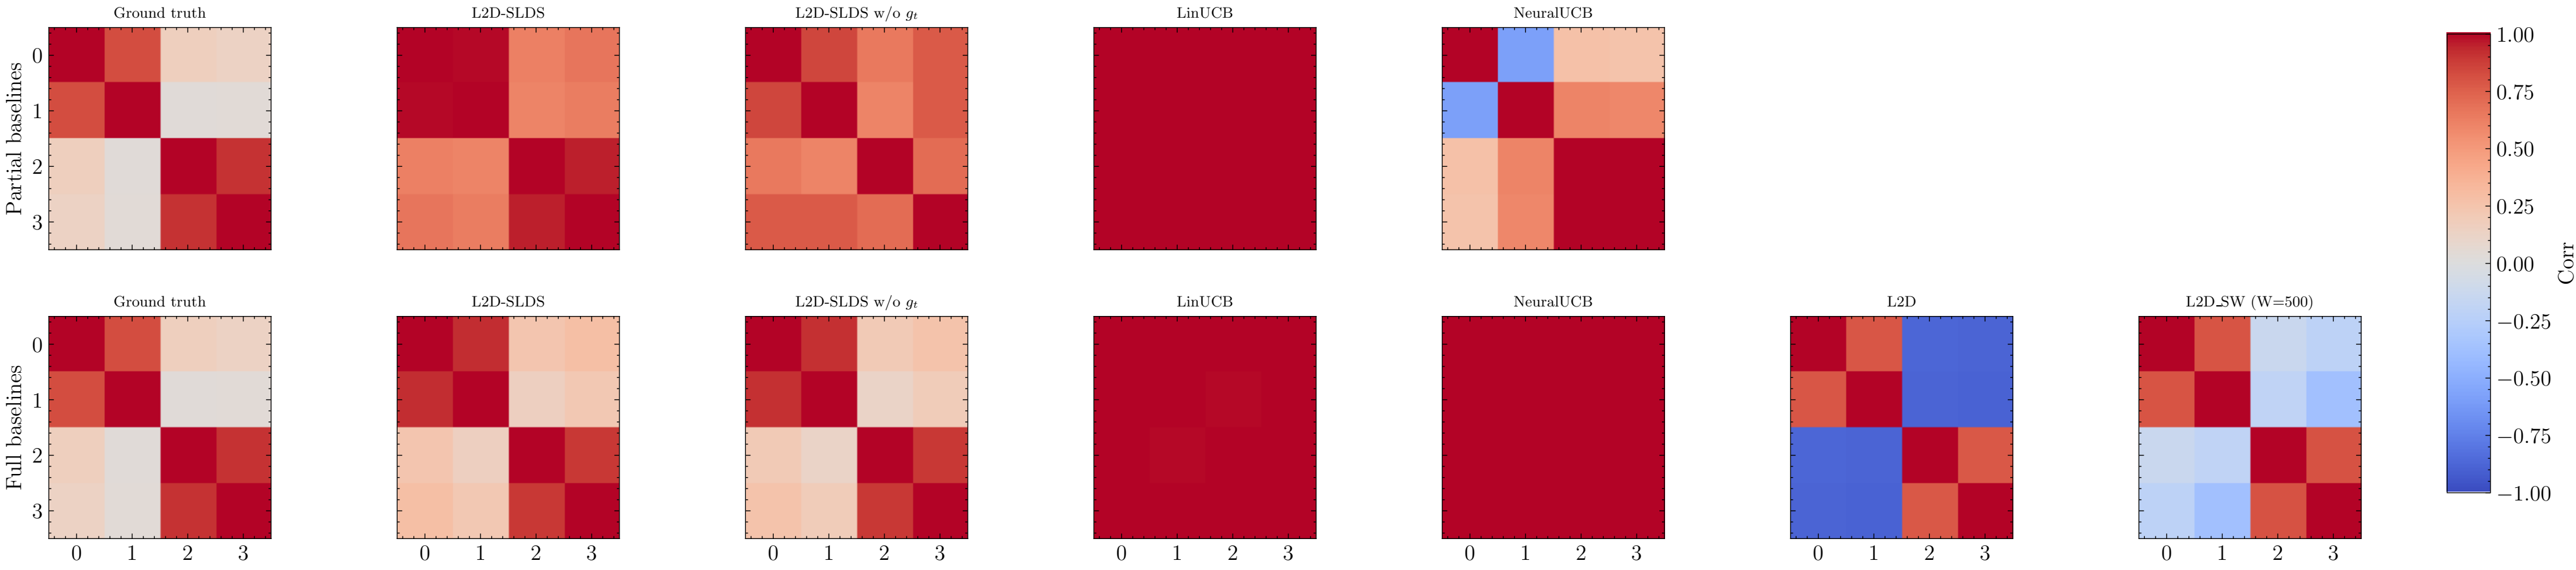 Ground truth
L2D-SLDS
L2D-SLDS w/o gₜ
LinUCB
NeuralUCB
Partial baselines
0
1
2
3
Ground truth
L2D-SLDS
L2D-SLDS w/o gₜ
LinUCB
NeuralUCB
L2D
L2D_SW (W=500)
Full baselines
0
1
2
3
0 1 2 3
0 1 2 3
0 1 2 3
0 1 2 3
0 1 2 3
0 1 2 3
0 1 2 3
1.00
0.75
0.50
0.25
0.00
−0.25
−0.50
−0.75
−1.00
Corr